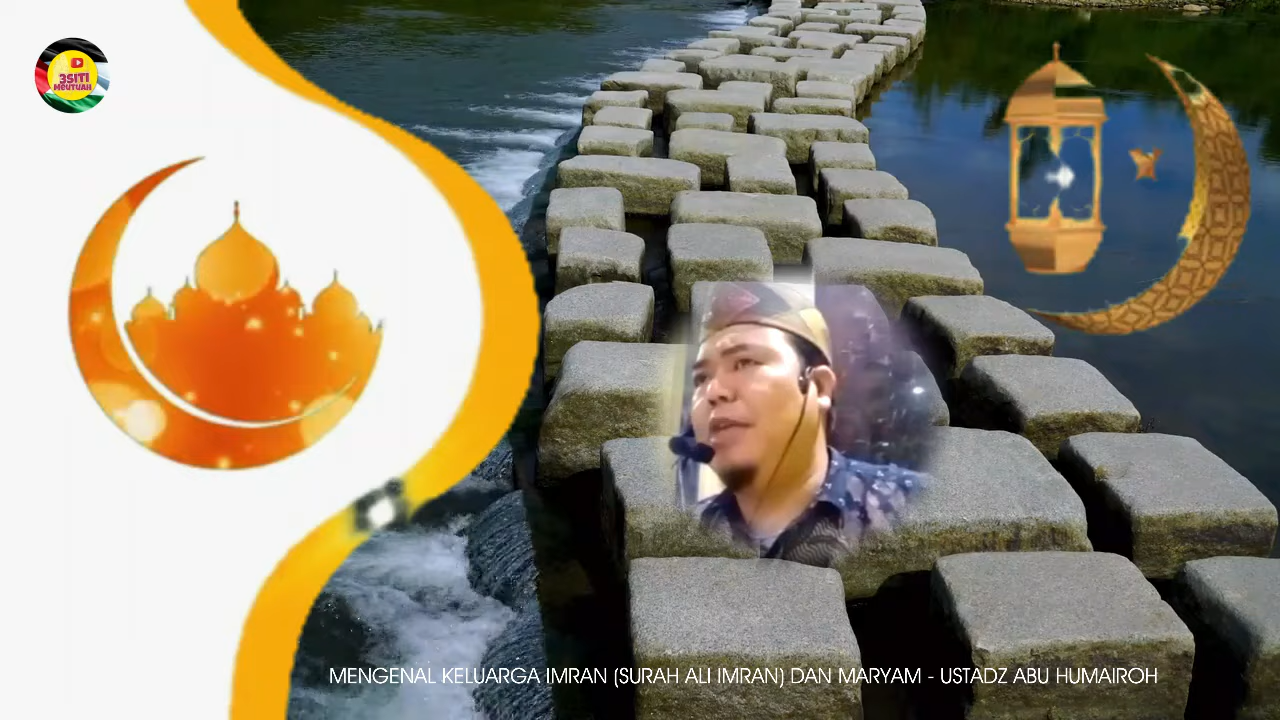 3SITI
MEUTUAH
MENGENAL KELUARGA IMRAN (SURAH ALI IMRAN) DAN MARYAM - USTADZ ABU HUMAIROH